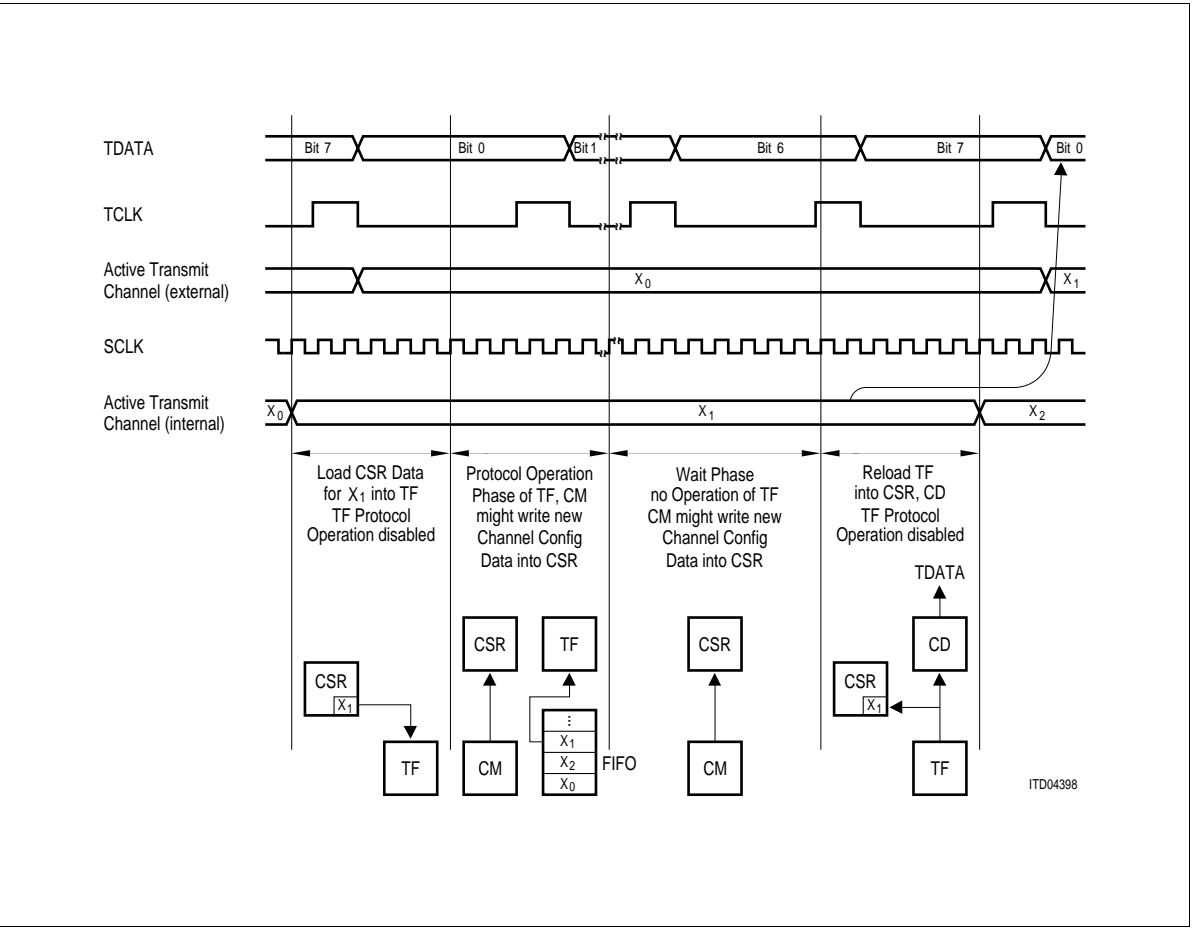 TDATA
Bit 7
Bit 0
Bit 1
Bit 6
Bit 7
Bit 0
TCLK
Active Transmit
Channel (external)
X0
X1
SCLK
Active Transmit
Channel (internal)
X0
X1
X2
Load CSR Data
for X1 into TF
TF Protocol
Operation disabled
Protocol Operation
Phase of TF, CM
might write new
Channel Config
Data into CSR
Wait Phase
no Operation of TF
CM might write new
Channel Config
Data into CSR
Reload TF
into CSR, CD
TF Protocol
Operation disabled
TDATA
CSR
X1
TF
CSR
CM
TF
⋮
X1
X2
X0
FIFO
CSR
CM
CD
CSR
X1
TF
ITD04398